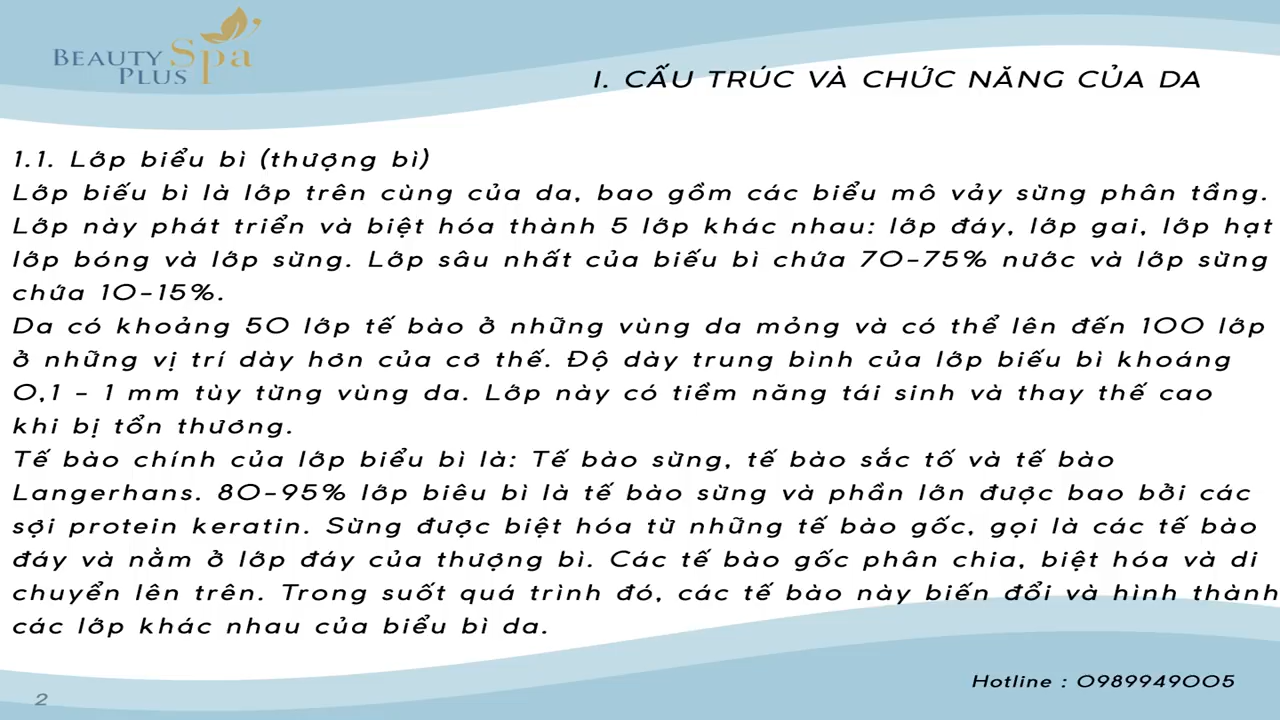 BEAUTY Spa
PLUS
I. CẤU TRÚC VÀ CHỨC NĂNG CỦA DA
1.1. Lớp biểu bì (thượng bì)
Lớp biếu bì là lớp trên cùng của da, bao gồm các biểu mô vảy sừng phân tầng.
Lớp này phát triển và biệt hóa thành 5 lớp khác nhau: lớp đáy, lớp gai, lớp hạt
lớp bóng và lớp sừng. Lớp sâu nhất của biếu bì chứa 70-75% nước và lớp sừng
chứa 10-15%.
Da có khoảng 50 lớp tế bào ở những vùng da mỏng và có thể lên đến 100 lớp
ở những vị trí dày hơn của cơ thế. Độ dày trung bình của lớp biếu bì khoáng
0,1 - 1 mm tùy từng vùng da. Lớp này có tiềm năng tái sinh và thay thế cao
khi bị tổn thương.
Tế bào chính của lớp biểu bì là: Tế bào sừng, tế bào sắc tố và tế bào
Langerhans. 80-95% lớp biêu bì là tế bào sừng và phần lớn được bao bởi các
sợi protein keratin. Sừng được biệt hóa từ những tế bào gốc, gọi là các tế bào
đáy và nằm ở lớp đáy của thượng bì. Các tế bào gốc phân chia, biệt hóa và di
chuyển lên trên. Trong suốt quá trình đó, các tế bào này biến đổi và hình thành
các lớp khác nhau của biểu bì da.
Hotline : 0989949005
2